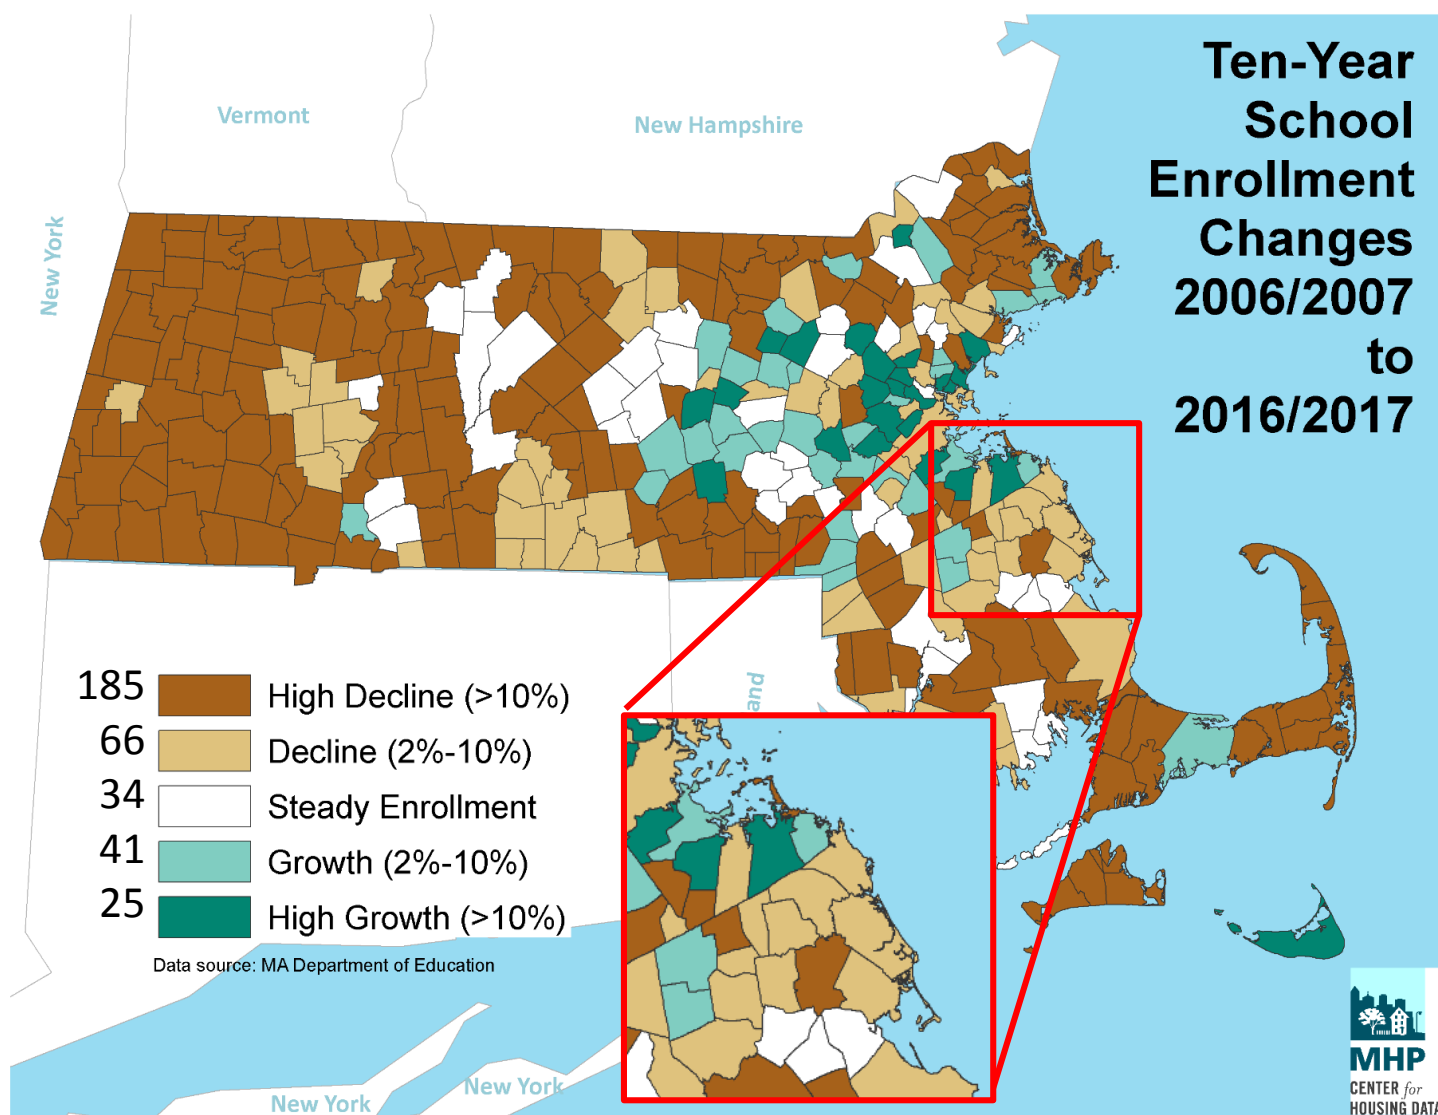 Ten-Year
School
Enrollment
Changes
2006/2007
to
2016/2017
Vermont
New Hampshire
New York
and
185 High Decline (>10%)
66 Decline (2%-10%)
34 Steady Enrollment
41 Growth (2%-10%)
25 High Growth (>10%)
Data source: MA Department of Education
New York
New York
MHP
CENTER for
HOUSING DATA